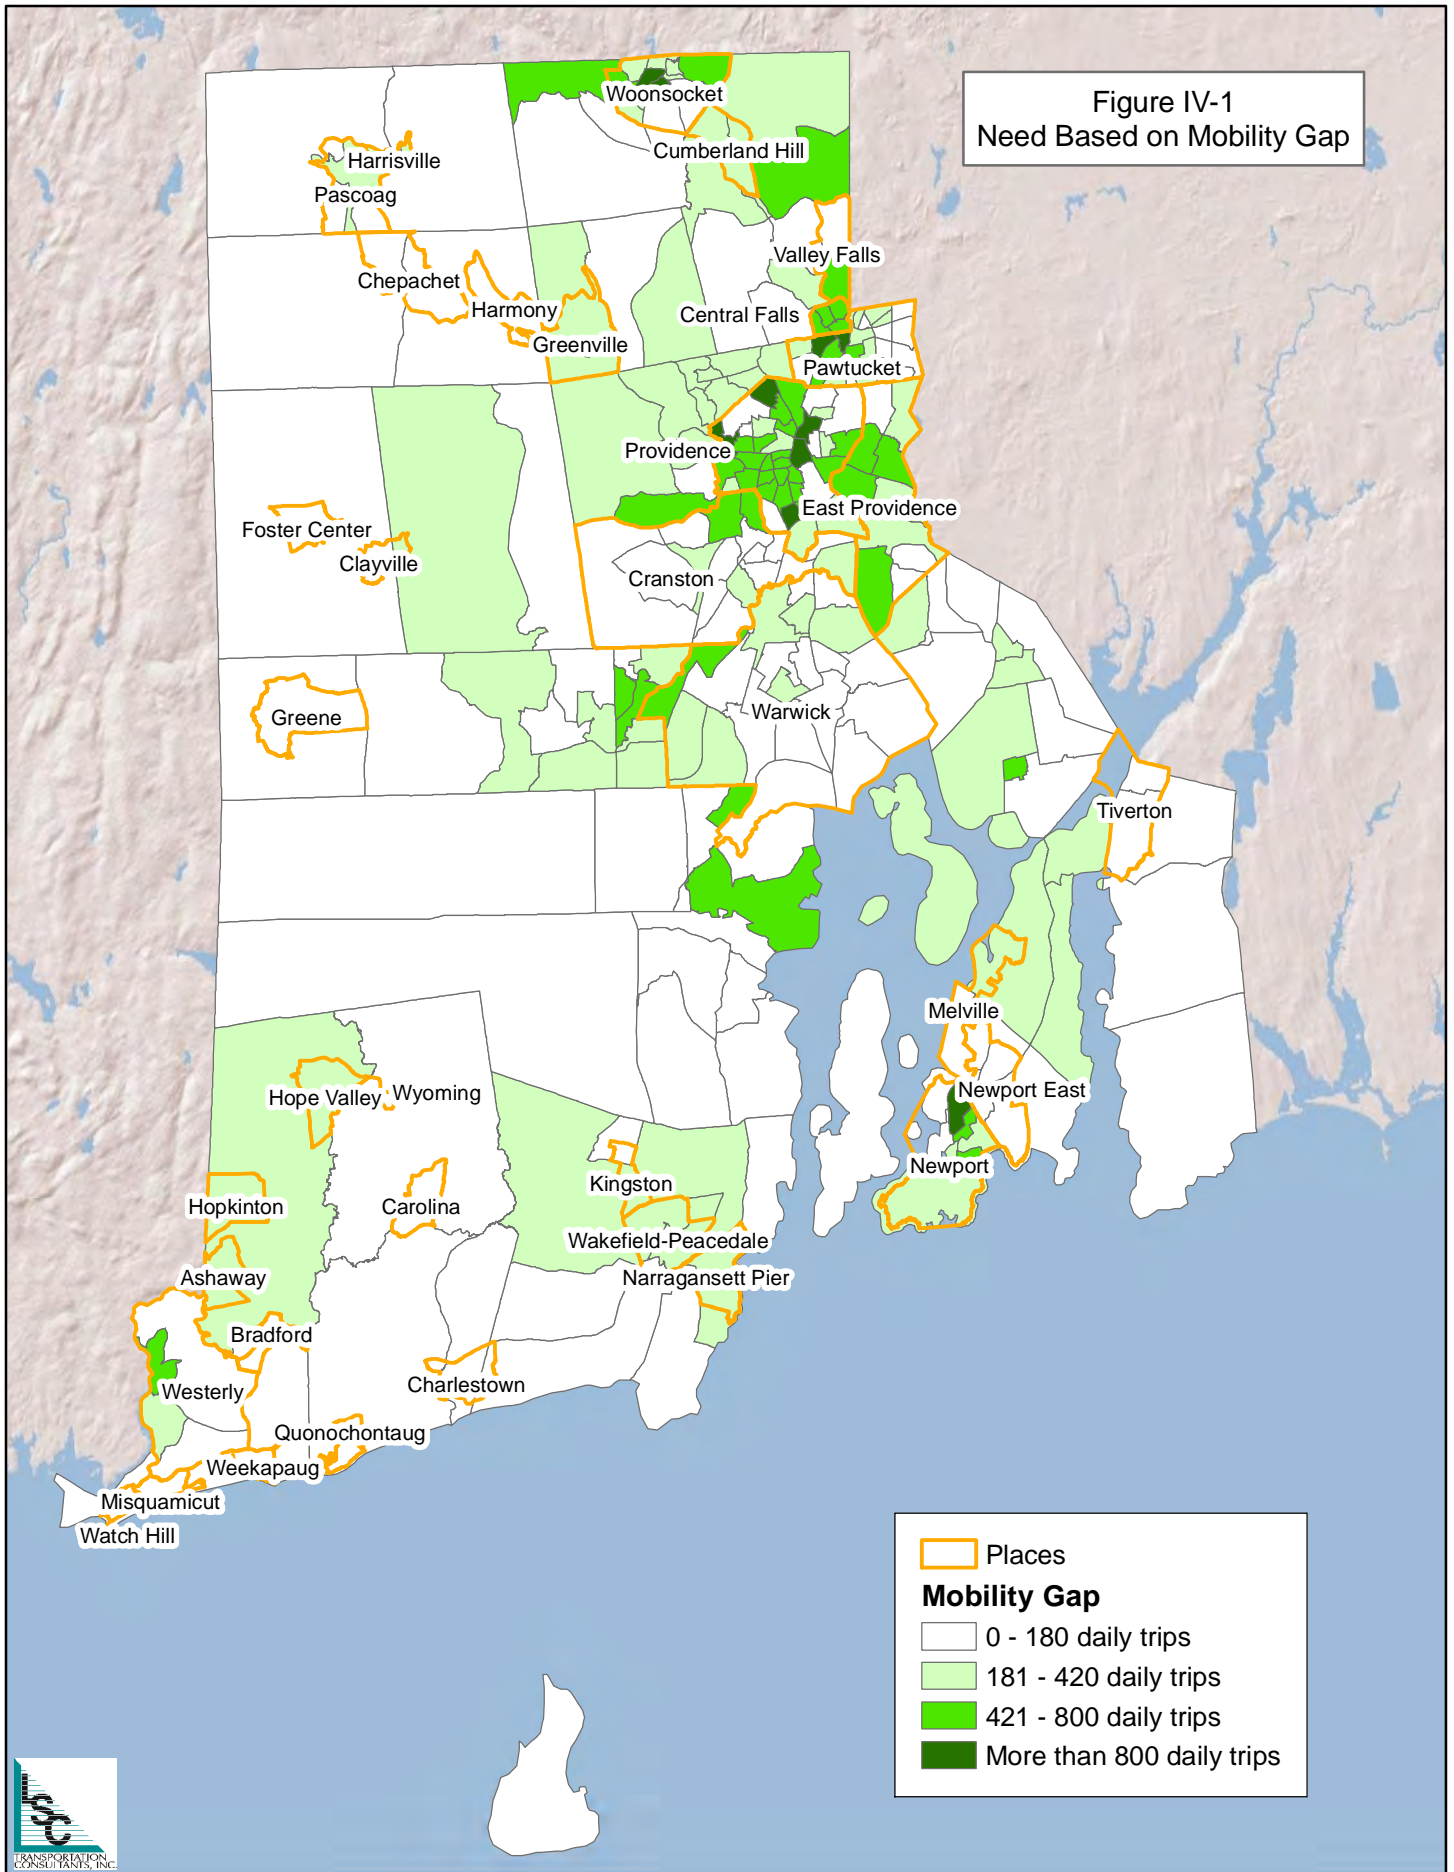 Figure IV-1
Need Based on Mobility Gap
Woonsocket
Cumberland Hill
Harrisville
Pascoag
Valley Falls
Chepachet
Harmony
Central Falls
Greenville
Pawtucket
Providence
East Providence
Foster Center
Clayville
Cranston
Greene
Warwick
Tiverton
Melville
Newport East
Hope Valley
Wyoming
Newport
Kingston
Hopkinton
Carolina
Wakefield-Peacedale
Ashaway
Narragansett Pier
Bradford
Westerly
Charlestown
Quonochontaug
Weekapaug
Misquamicut
Watch Hill
Places
Mobility Gap
0 - 180 daily trips
181 - 420 daily trips
421 - 800 daily trips
More than 800 daily trips
LSC
TRANSPORTATION
CONSULTANTS, INC.